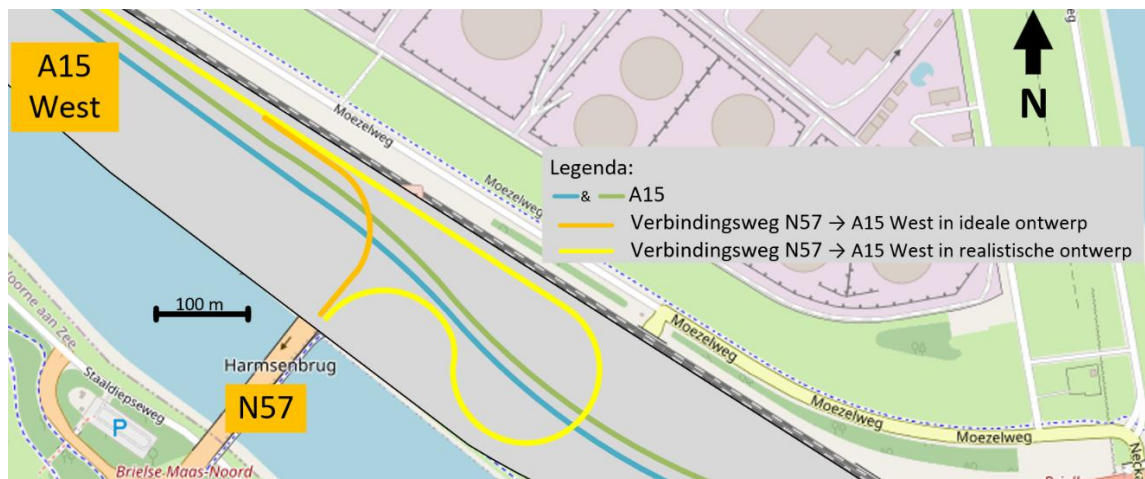 A15
West
Moezelweg
Moezelweg
eg
N
Legenda:
& A15
Verbindingsweg N57 → A15 West in ideale ontwerp
Verbindingsweg N57 → A15 West in realistische ontwerp
100 m
Harmsenbrug
N57
Staaldiepseweg
P
Brielse-Maas-Noord
Moezelweg
Moezelweg
Moezelweg